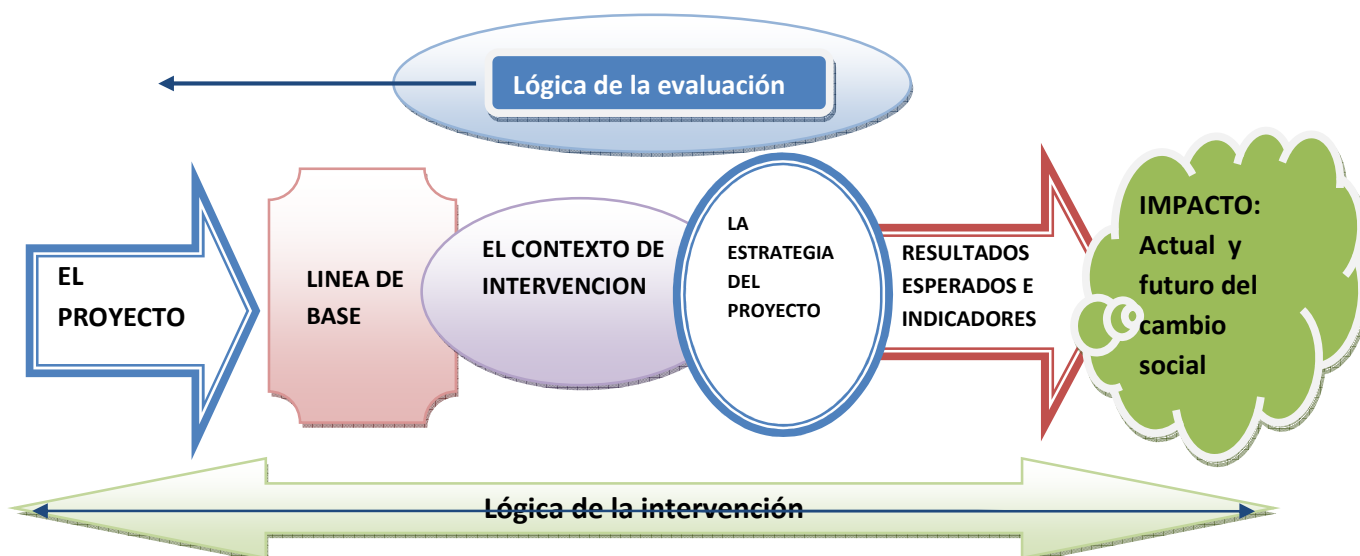 Lógica de la evaluación
EL
PROYECTO
LINEA DE
BASE
EL CONTEXTO DE
INTERVENCION
LA
ESTRATEGIA
DEL
PROYECTO
RESULTADOS
ESPERADOS E
INDICADORES
IMPACTO:
Actual y
futuro del
cambio
social
Lógica de la intervención